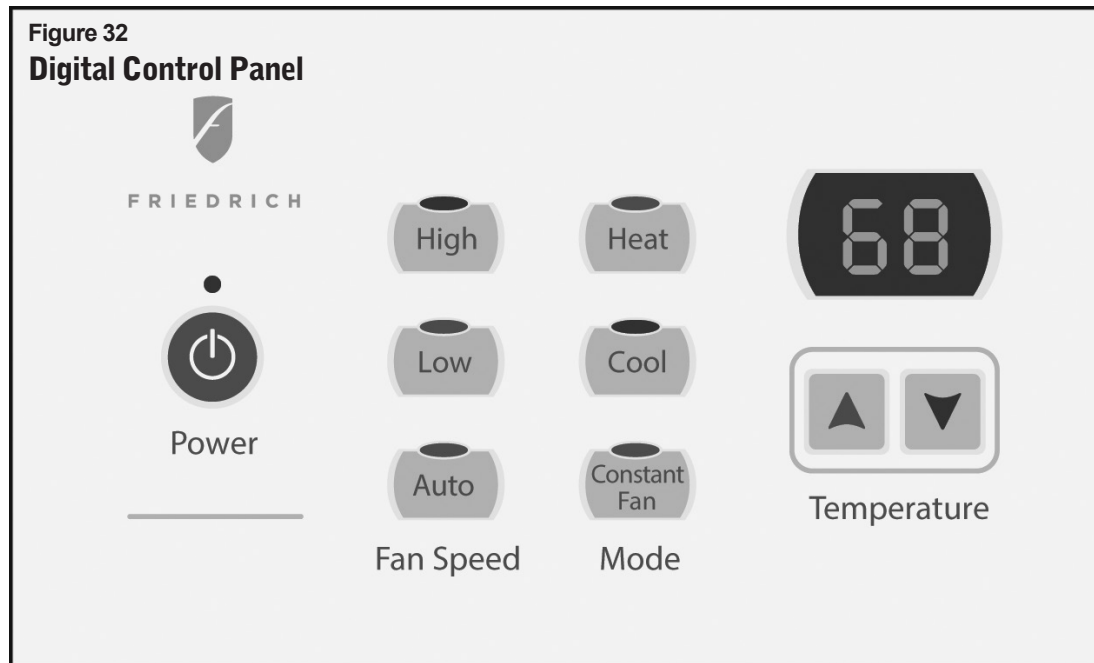 Figure 32
Digital Control Panel
FRIEDRICH
Power
High
Low
Auto
Fan Speed
Heat
Cool
Constant
Fan
Mode
68
Temperature